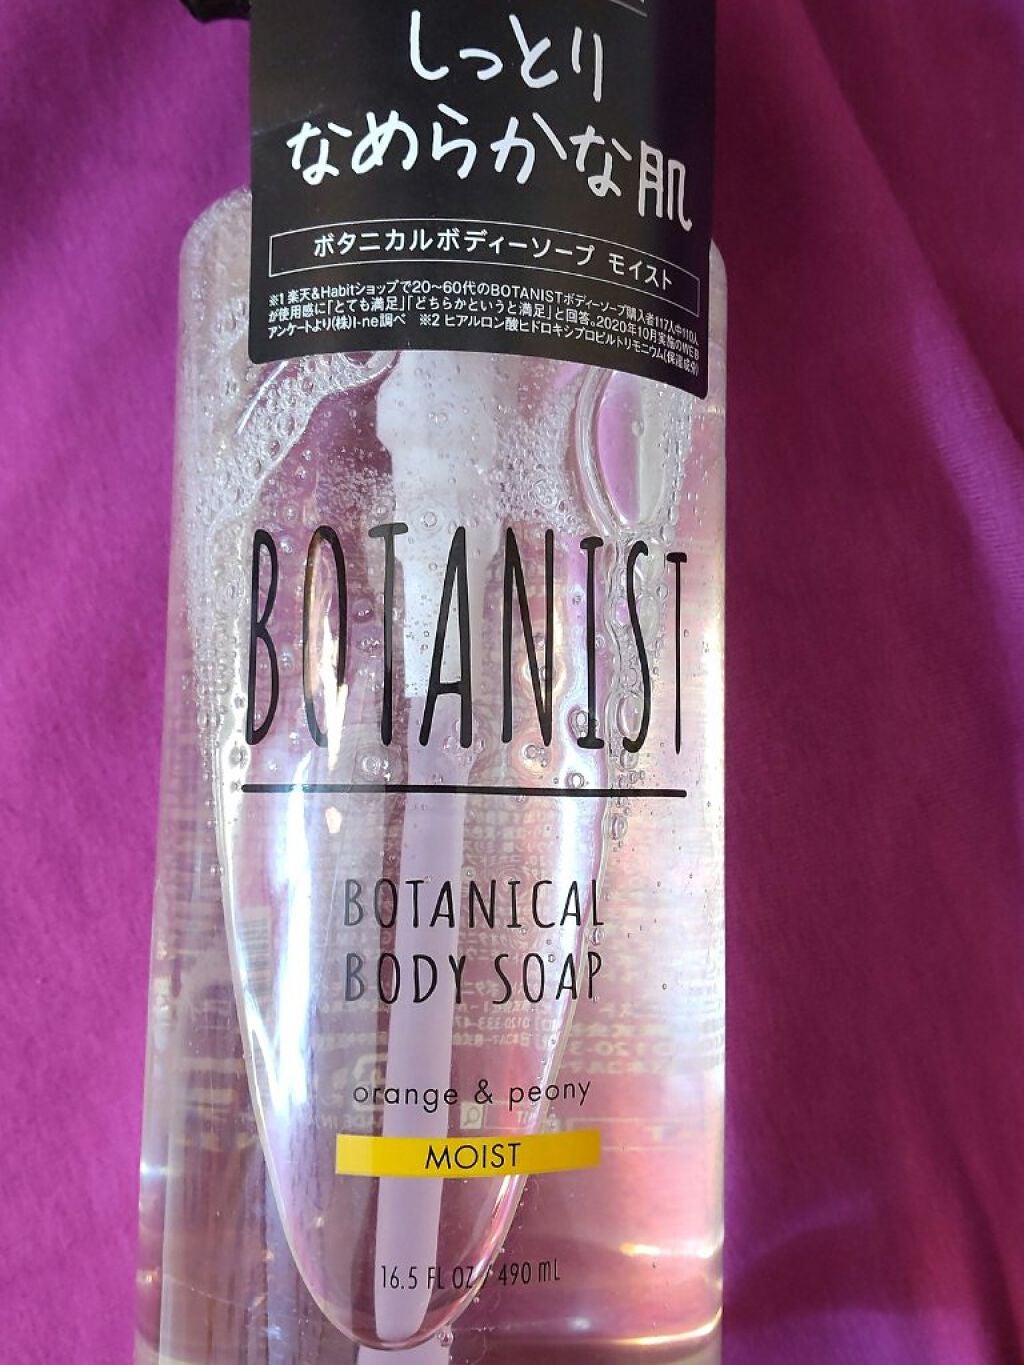 しっとり
なめらかな肌
ボタニカルボディーソープ モイスト
※1 楽天&Habitショップで20〜60代のBOTANISTボディーソープ購入者117人中110人
が使用感に「とても満足」「どちらかというと満足」と回答。2020年10月実施のWEB
アンケートより(株)I-ne調べ ※2 ヒアルロン酸ヒドロキシプロピルトリモニウム(保湿成分)
BOTANIST
BOTANICAL
BODY SOAP
orange & peony
MOIST
16.5 FL OZ / 490 mL